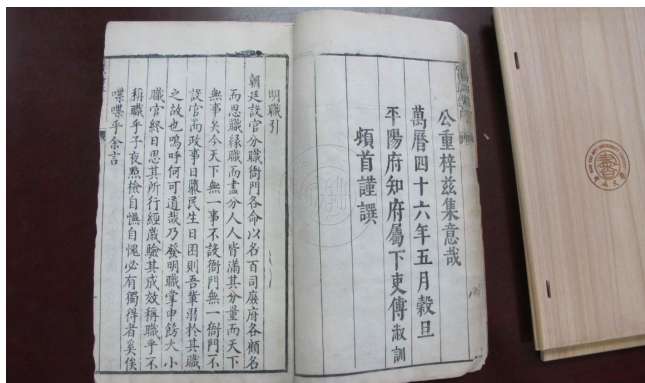 公重梓茲集意哉
萬曆四十六年五月穀旦
平陽府知府屬下吏傅淑訓
頓首謹譔
明職引
朝廷設官分職衙門各命以名百司庶府各顧名
而思職緣職而盡分人人皆滿其分量而天下
無事矣今天下無一事不設衙門無一衙門不
設官而政事日隳民生日困則吾輩溺於其職
之故也嗚呼何可道哉乃發明職掌申飭大小
職官終日思其所行經歲驗其成效稱職乎不
稱職乎子夜點檢自慊自愧必有獨得者奚俟
喋喋乎余言